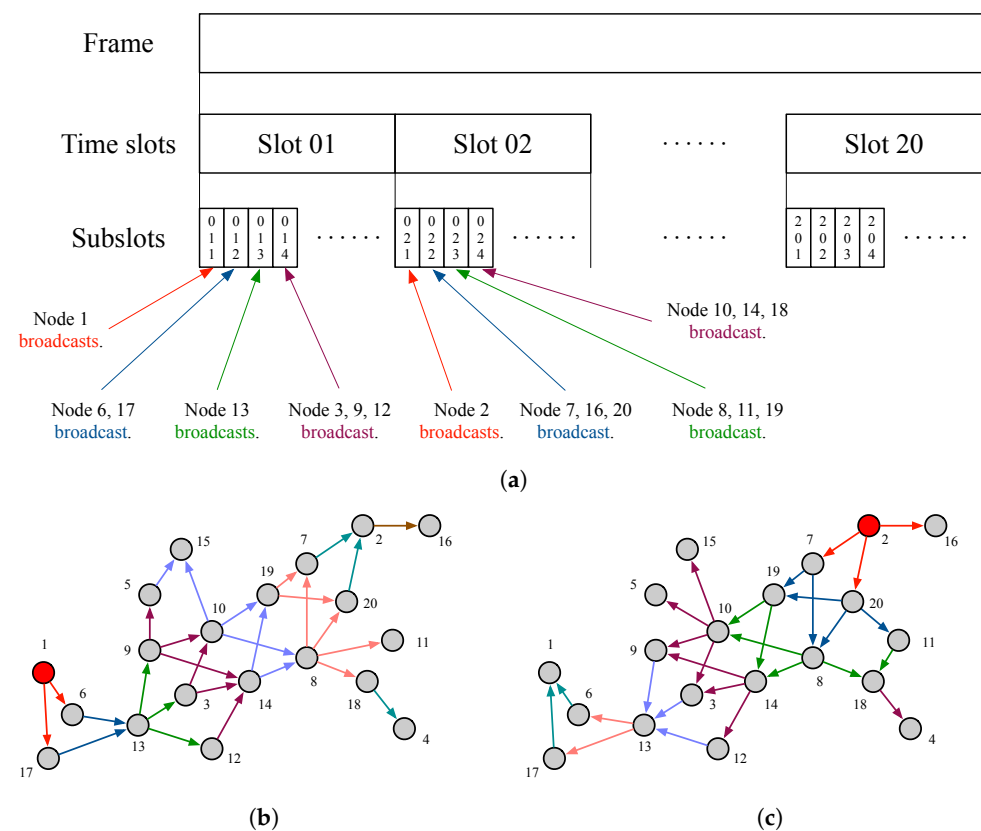 Frame
Time slots
Slot 01
Slot 02
· · · · · ·
Slot 20
Subslots
011
012
013
014
· · · · · ·
021
022
023
024
· · · · · ·
· · · · · ·
201
202
203
204
· · · · · ·
Node 1
broadcasts.
Node 10, 14, 18
broadcast.
Node 6, 17
broadcast.
Node 13
broadcasts.
Node 3, 9, 12
broadcast.
Node 2
broadcasts.
Node 7, 16, 20
broadcast.
Node 8, 11, 19
broadcast.
(a)
15
7
2
16
5
10
19
20
1
9
11
6
3
14
8
18
13
12
4
17
(b)
15
7
2
16
5
19
20
10
1
9
11
6
3
14
8
18
13
12
4
17
(c)